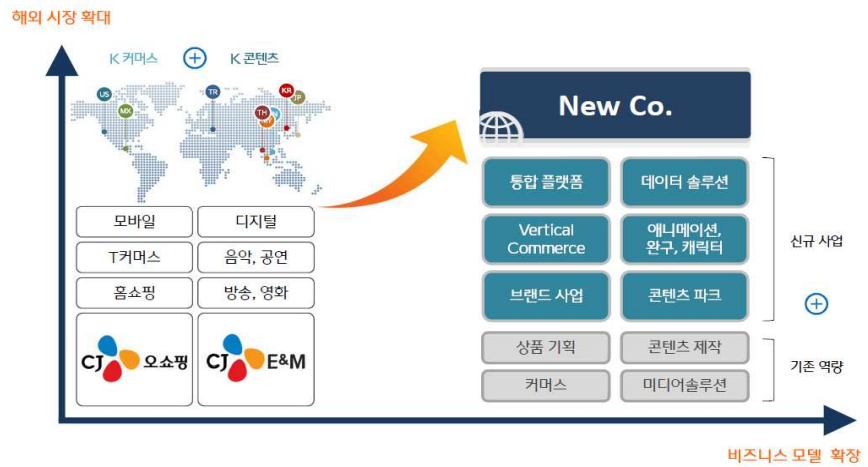 해외 시장 확대
K 커머스
K 콘텐츠
US
MX
TR
TH
KR
모바일
디지털
T커머스
음악, 공연
홈쇼핑
방송, 영화
CJ 오쇼핑
CJ E&M
New Co.
통합 플랫폼
데이터 솔루션
Vertical
Commerce
애니메이션,
완구, 캐릭터
브랜드 사업
콘텐츠 파크
신규 사업
상품 기획
콘텐츠 제작
커머스
미디어솔루션
기존 역량
비즈니스 모델 확장